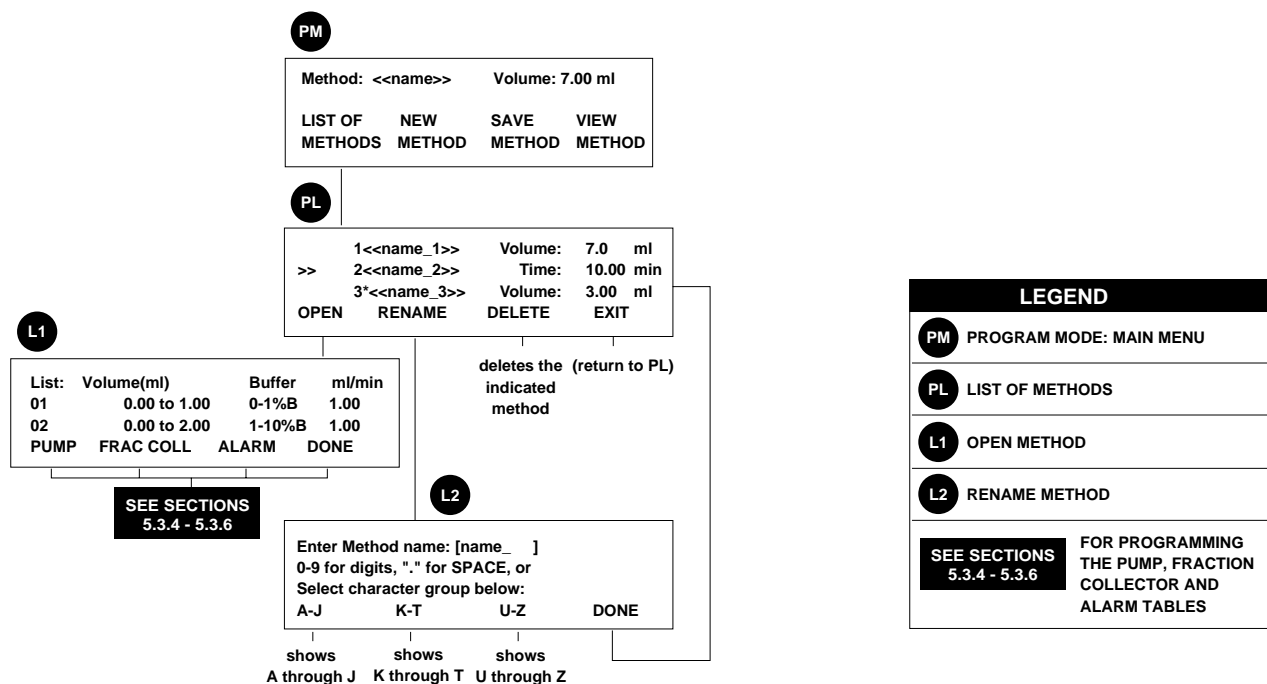 PM
Method: <<name>> Volume: 7.00 ml
LIST OF NEW SAVE VIEW
METHODS METHOD METHOD METHOD
PL
1<<name_1>> Volume: 7.0 ml
>> 2<<name_2>> Time: 10.00 min
3*<<name_3>> Volume: 3.00 ml
OPEN RENAME DELETE EXIT
deletes the (return to PL)
indicated
method
L1
List: Volume(ml) Buffer ml/min
01 0.00 to 1.00 0-1%B 1.00
02 0.00 to 2.00 1-10%B 1.00
PUMP FRAC COLL ALARM DONE
SEE SECTIONS
5.3.4 - 5.3.6
L2
Enter Method name: [name_ ]
0-9 for digits, "." for SPACE, or
Select character group below:
A-J K-T U-Z DONE
shows shows shows
A through J K through T U through Z
LEGEND
PM PROGRAM MODE: MAIN MENU
PL LIST OF METHODS
L1 OPEN METHOD
L2 RENAME METHOD
SEE SECTIONS
5.3.4 - 5.3.6
FOR PROGRAMMING
THE PUMP, FRACTION
COLLECTOR AND
ALARM TABLES